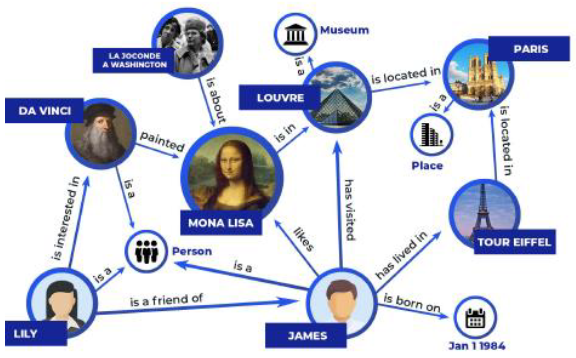 LA JOCONDE
A WASHINGTON
Museum
PARIS
is a
is located in
LOUVRE
DA VINCI
is about
is a
is located in
painted
is in
Place
MONA LISA
is interested in
is a
has visited
TOUR EIFFEL
Person
likes
has lived in
is a
is a
is a friend of
is born on
LILY
JAMES
Jan 1 1984